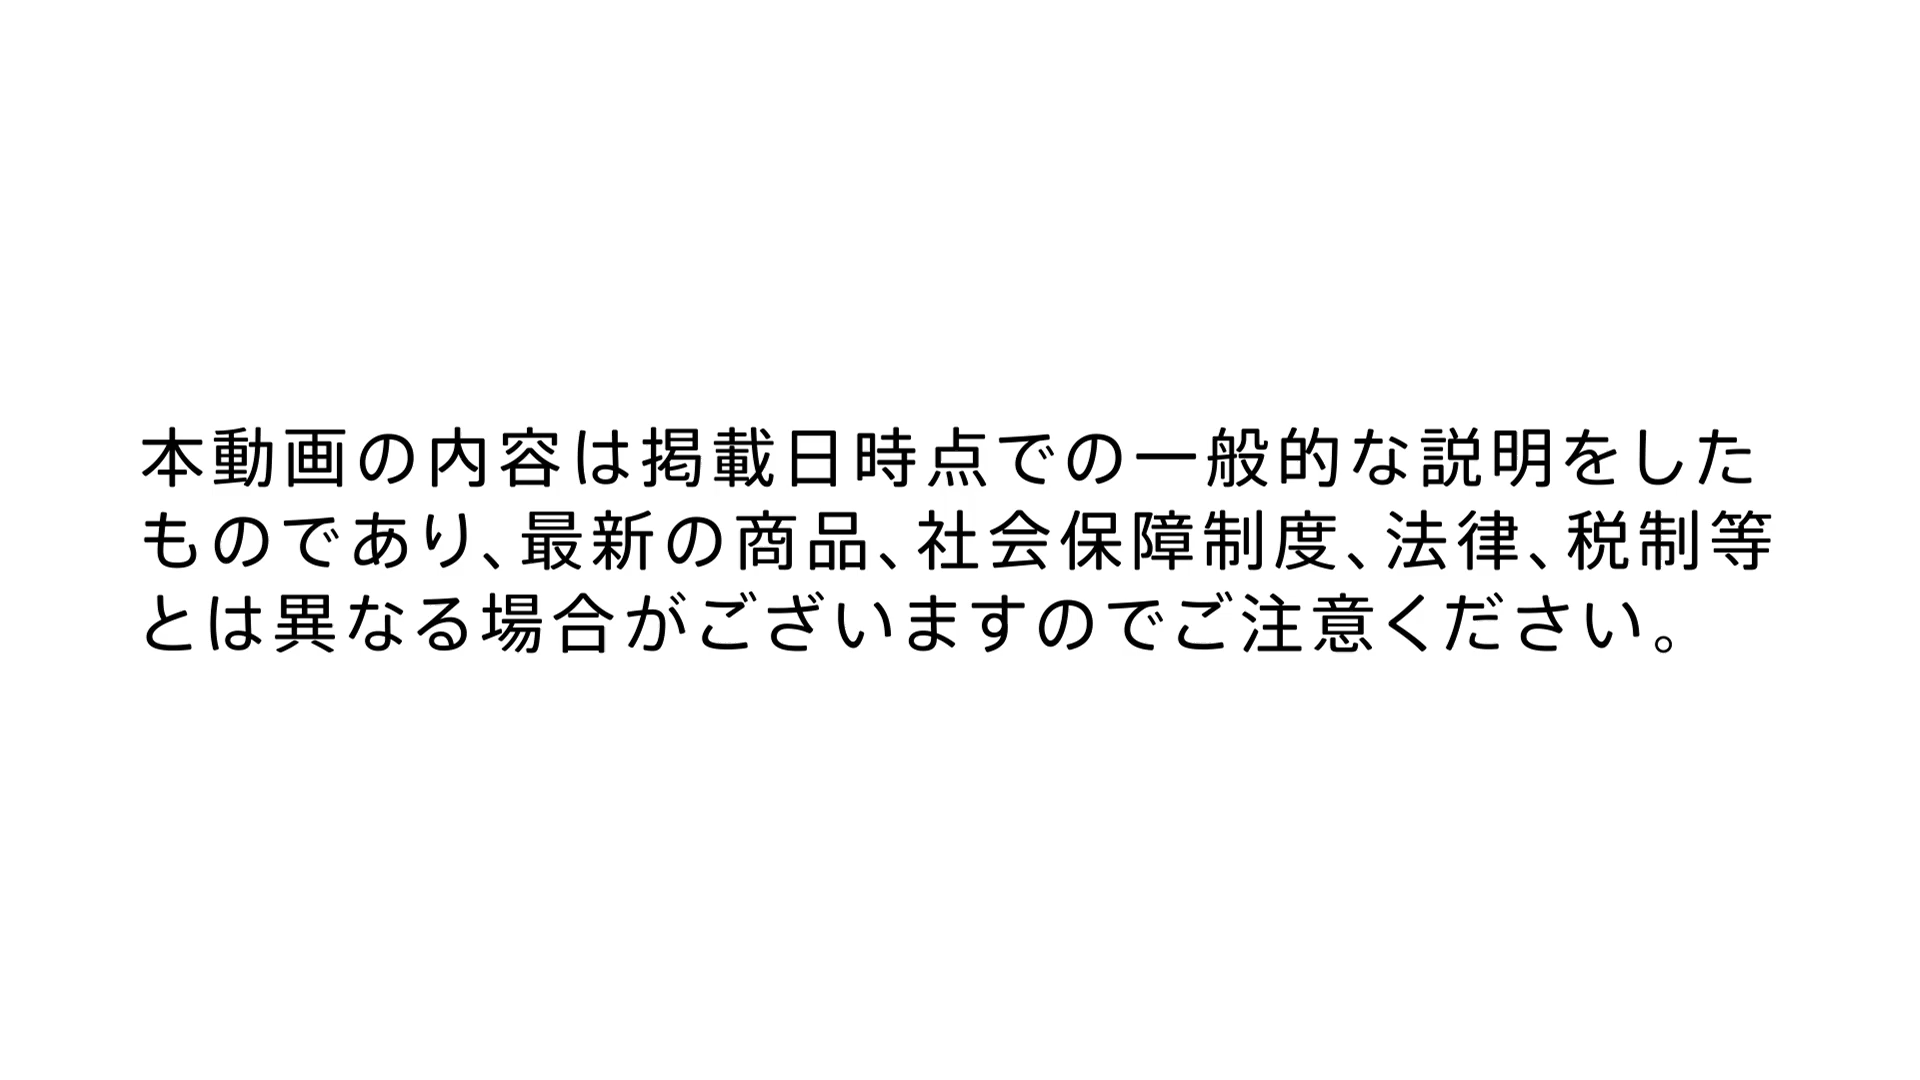 本動画の内容は掲載日時点での一般的な説明をした
ものであり、最新の商品、社会保障制度、法律、税制等
とは異なる場合がございますのでご注意ください。